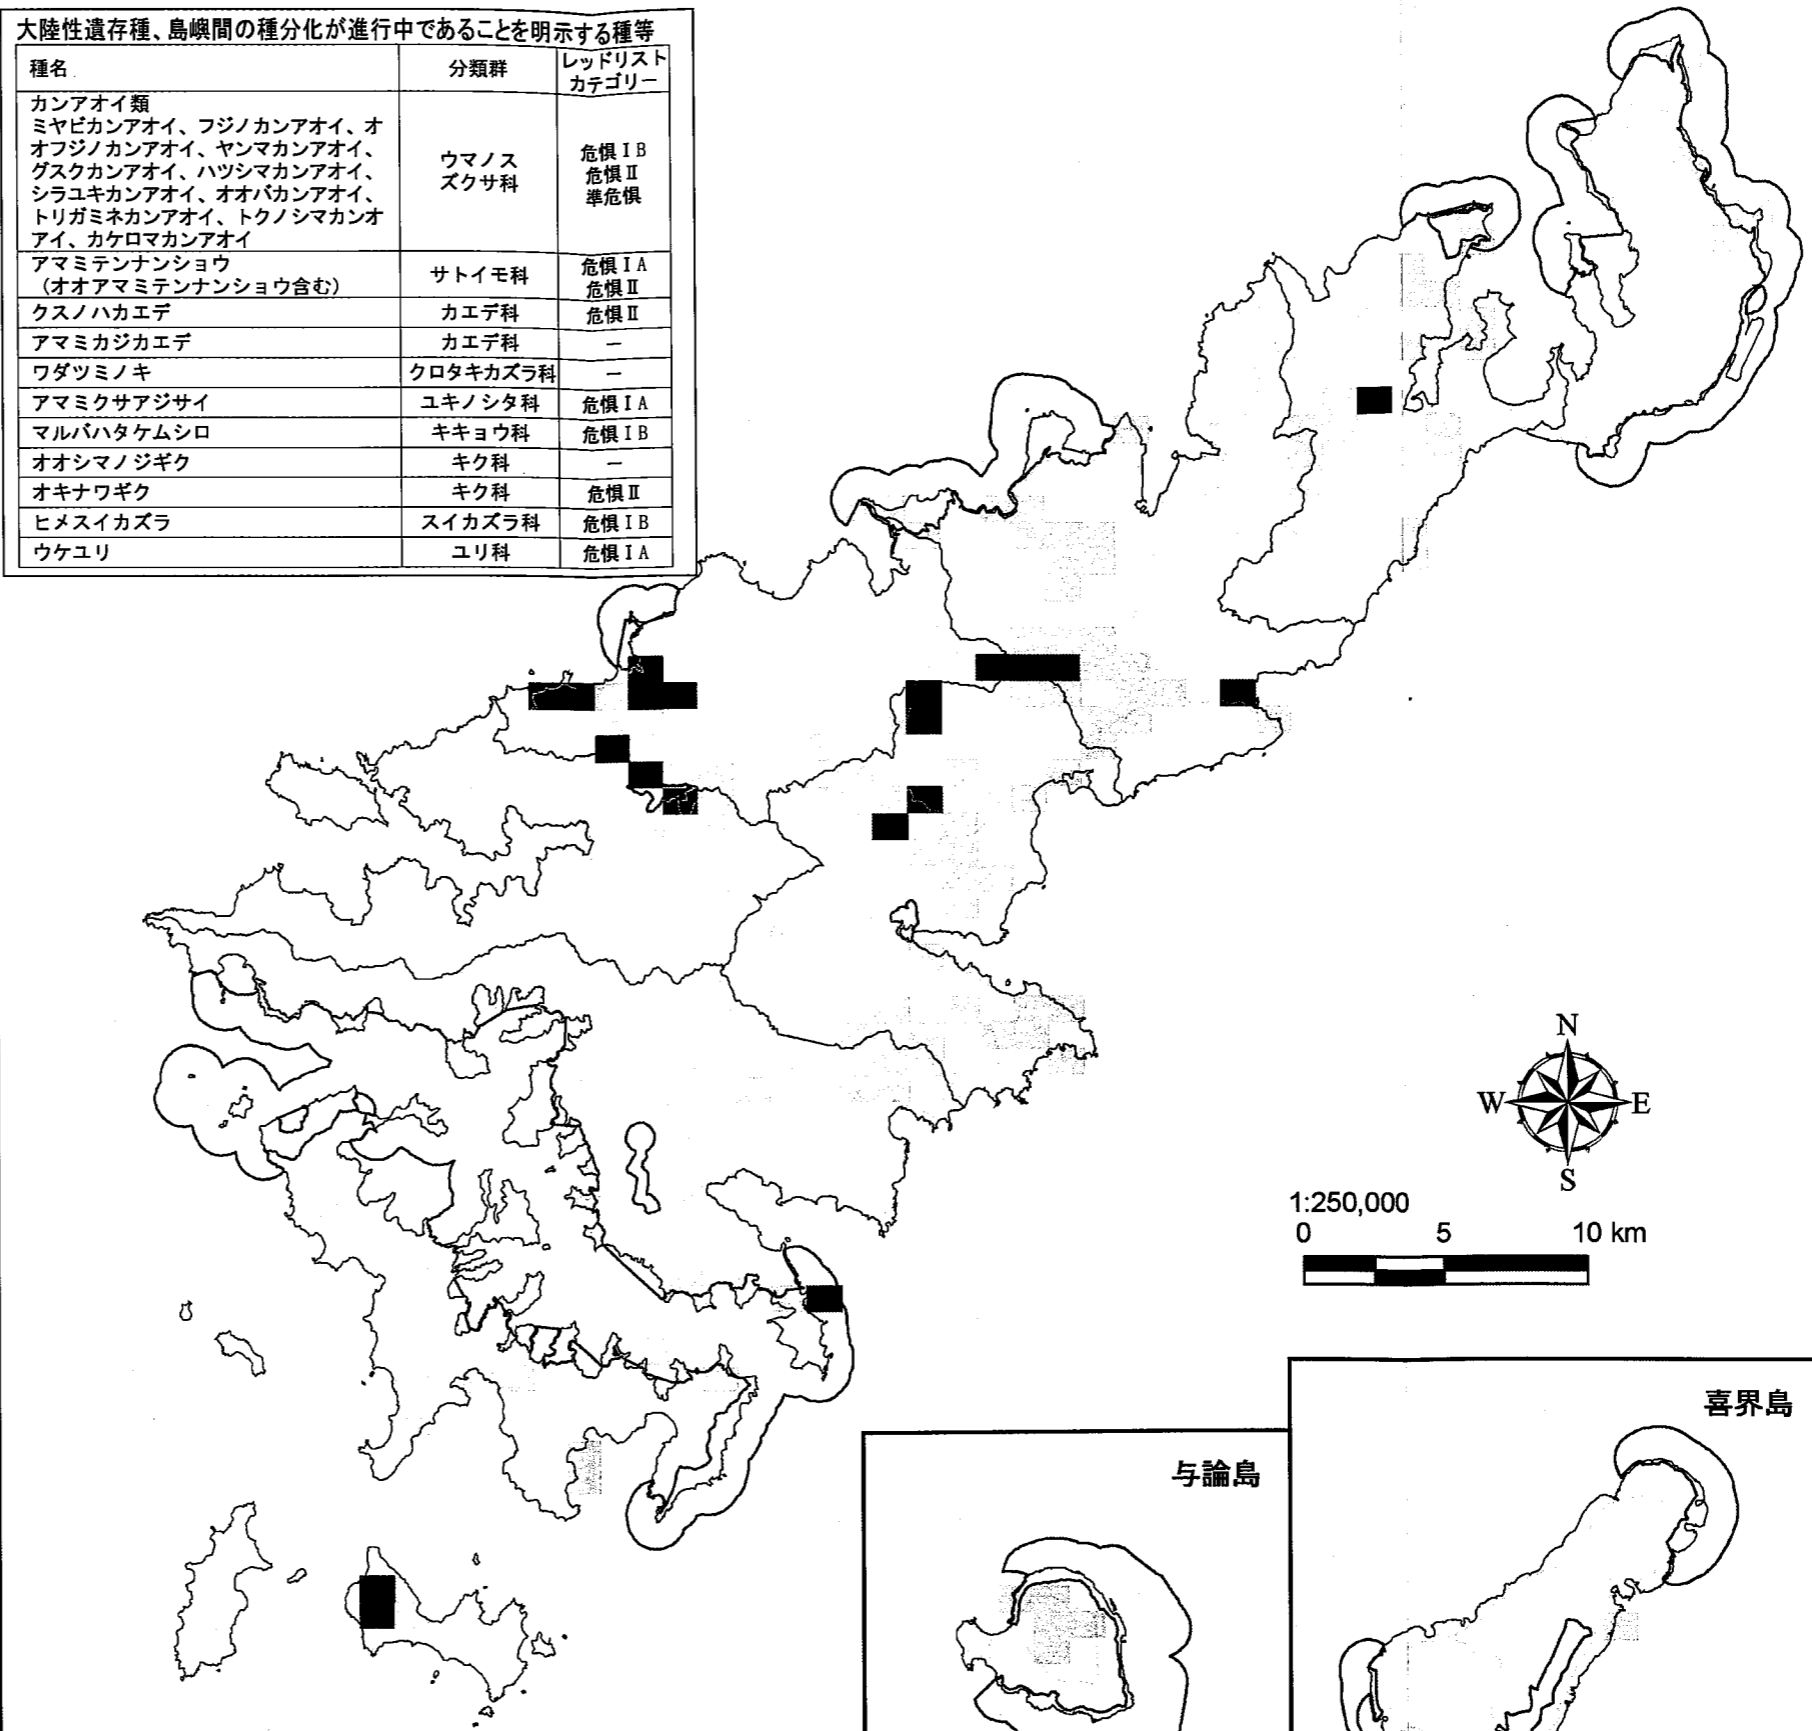 大陸性遺存種、島嶼間の種分化が進行中であることを明示する種等
種名 分類群 レッドリスト
カテゴリー
カンアオイ類
ミヤビカンアオイ、フジノカンアオイ、オ
オフジノカンアオイ、ヤンマカンアオイ、
グスクカンアオイ、ハツシマカンアオイ、
シラユキカンアオイ、オオバカンアオイ、
トリガミネカンアオイ、トクノシマカンオ
アイ、カケロマカンアオイ
ウマノス
ズクサ科
危惧ⅠB
危惧Ⅱ
準危惧
アマミテンナンショウ
（オオアマミテンナンショウ含む）
サトイモ科
危惧ⅠA
危惧Ⅱ
クスノハカエデ カエデ科 危惧Ⅱ
アマミカジカエデ カエデ科 －
ワダツミノキ クロタキカズラ科 －
アマミクサアジサイ ユキノシタ科 危惧ⅠA
マルバハタケムシロ キキョウ科 危惧ⅠB
オオシマノジギク キク科 －
オキナワギク キク科 危惧Ⅱ
ヒメスイカズラ スイカズラ科 危惧ⅠB
ウケユリ ユリ科 危惧ⅠA
N
W E
S
1:250,000
0 5 10 km
喜界島
与論島